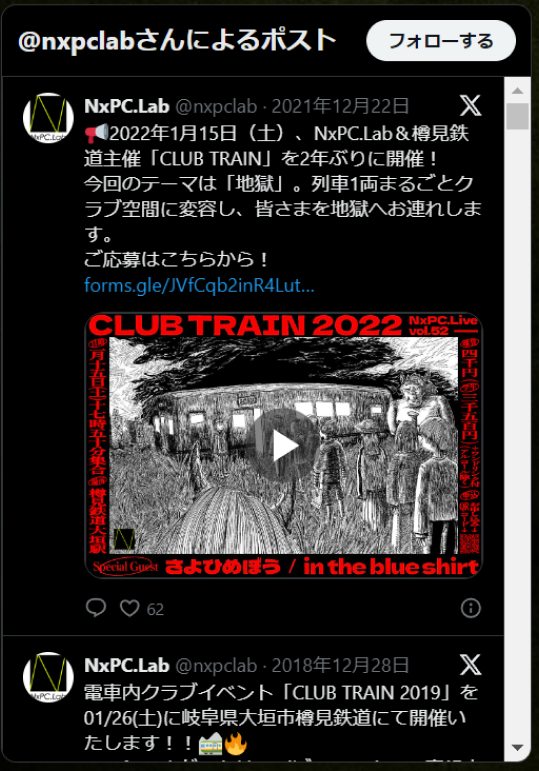 @nxpclabさんによるポスト
フォローする
NxPC.Lab @nxpclab · 2021年12月22日
📢2022年1月15日（土）、NxPC.Lab＆樽見鉄
道主催「CLUB TRAIN」を2年ぶりに開催！
今回のテーマは「地獄」。列車1両まるごとク
ラブ空間に変容し、皆さまを地獄へお連れしま
す。
ご応募はこちらから！
forms.gle/JVfCqb2inR4Lut…
CLUB TRAIN 2022
NxPC.Live
vol.52
一月十五日土十七時五十分集合
樽見鉄道大垣駅
四千円
三千五百円
Special Guest さよひめぼう / in the blue shirt
62
NxPC.Lab @nxpclab · 2018年12月28日
電車内クラブイベント「CLUB TRAIN 2019」を
01/26(土)に岐阜県大垣市樽見鉄道にて開催い
たします！！🚞🔥